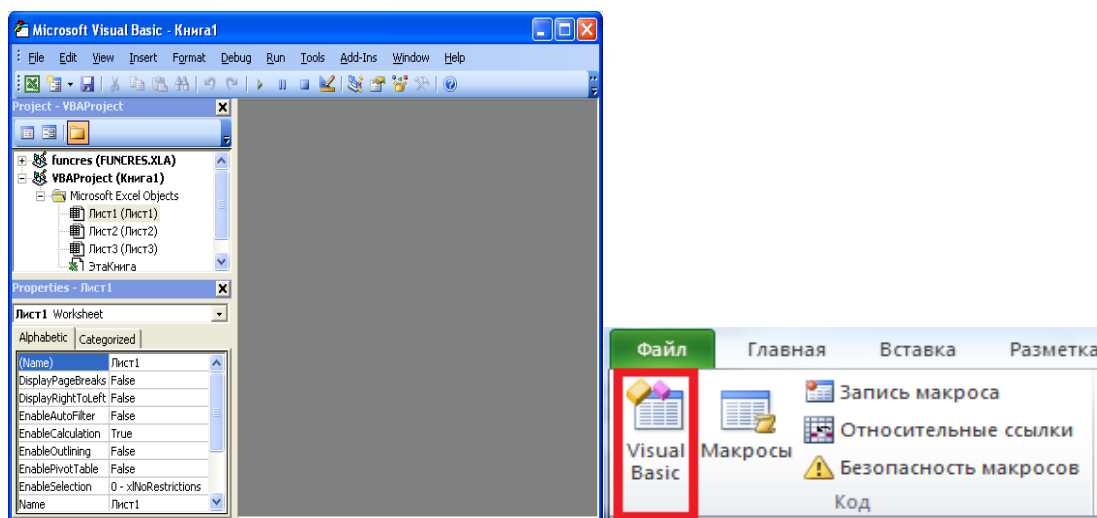 Microsoft Visual Basic - Книга1
File Edit View Insert Format Debug Run Tools Add-Ins Window Help
Project - VBAProject
funcres (FUNCRES.XLA)
VBAProject (Книга1)
Microsoft Excel Objects
Лист1 (Лист1)
Лист2 (Лист2)
Лист3 (Лист3)
ЭтаКнига
Properties - Лист1
Лист1 Worksheet
Alphabetic Categorized
(Name) Лист1
DisplayPageBreaks False
DisplayRightToLeft False
EnableAutoFilter False
EnableCalculation True
EnableOutlining False
EnablePivotTable False
EnableSelection 0 - xlNoRestrictions
Name Лист1
Файл Главная Вставка Разметка
Visual Basic
Макросы
Запись макроса
Относительные ссылки
Безопасность макросов
Код